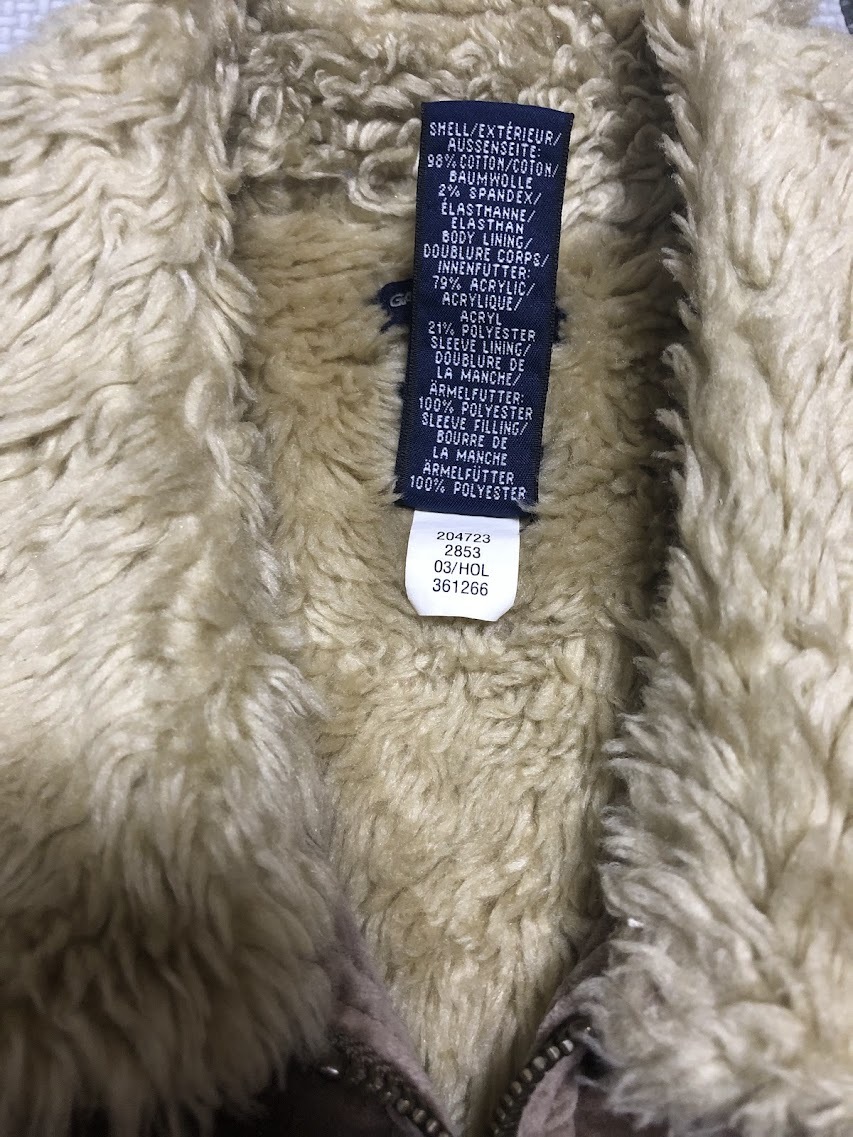 SHELL/EXTÉRIEUR/
AUSSENSEITE:
98% COTTON/COTON/
BAUMWOLLE
2% SPANDEX/
ÉLASTHANNE/
ELASTHAN
BODY LINING/
DOUBLURE CORPS/
INNENFUTTER:
79% ACRYLIC/
ACRYLIQUE/
ACRYL
21% POLYESTER
SLEEVE LINING/
DOUBLURE DE
LA MANCHE/
ÄRMELFUTTER:
100% POLYESTER
SLEEVE FILLING/
BOURRE DE
LA MANCHE
ÄRMELFÜTTER
100% POLYESTER
204723
2853
03/HOL
361266